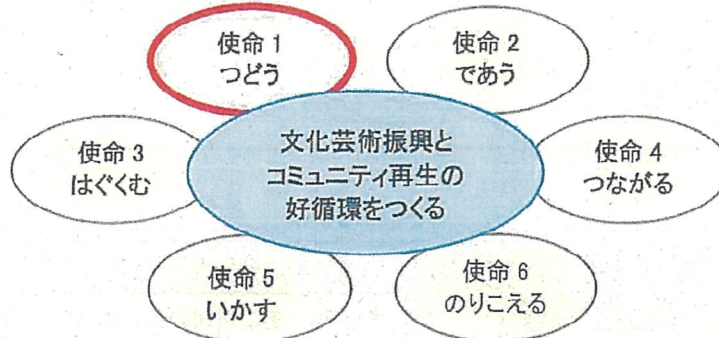 使命 1
つどう
使命 2
であう
使命 3
はぐくむ
文化芸術振興と
コミュニティ再生の
好循環をつくる
使命 4
つながる
使命 5
いかす
使命 6
のりこえる